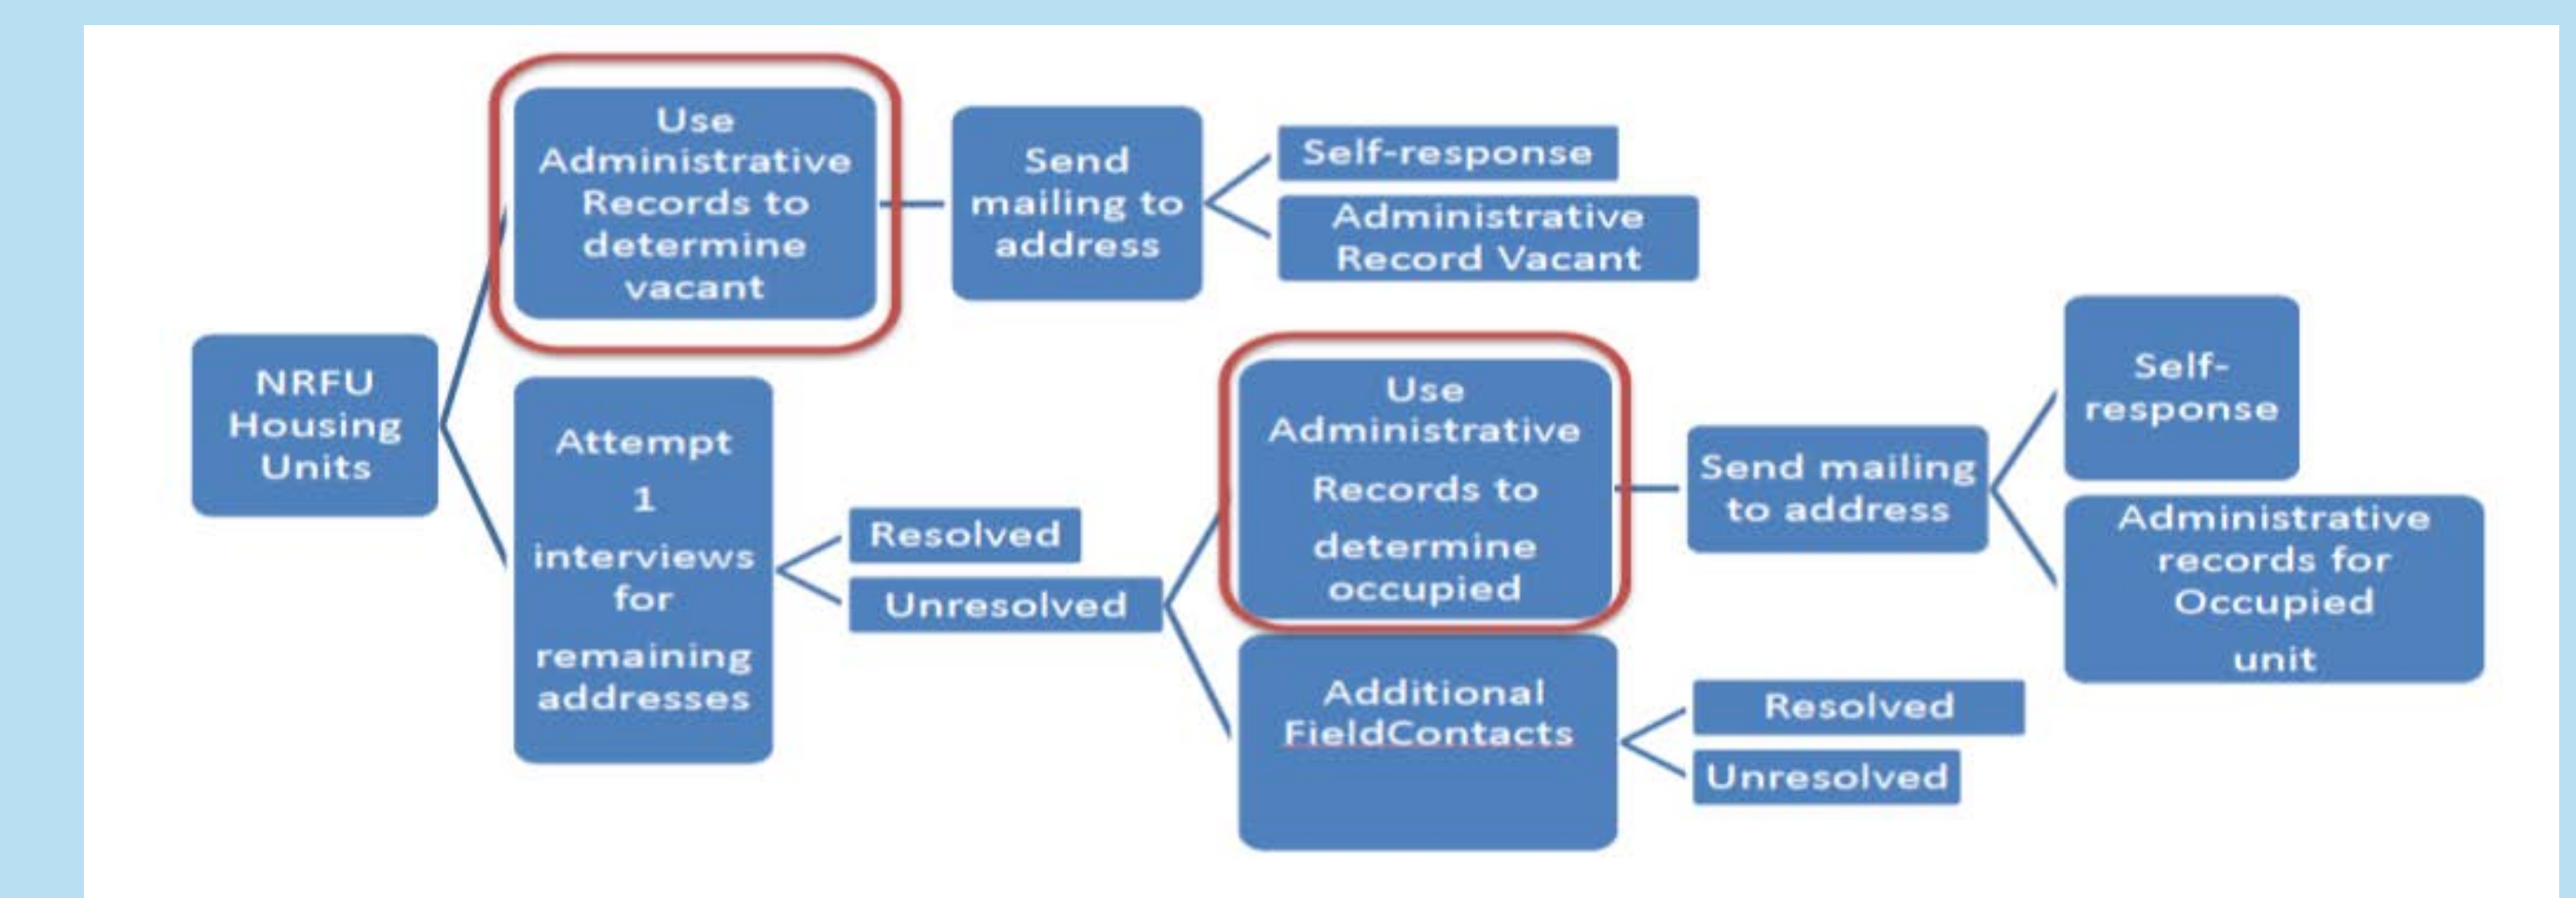 NRFU
Housing
Units
Use
Administrative
Records to
determine
vacant
Send
mailing to
address
Self-response
Administrative
Record Vacant
Attempt
1
interviews
for
remaining
addresses
Resolved
Unresolved
Use
Administrative
Records to
determine
occupied
Send mailing
to address
Self-
response
Administrative
records for
Occupied
unit
Additional
FieldContacts
Resolved
Unresolved